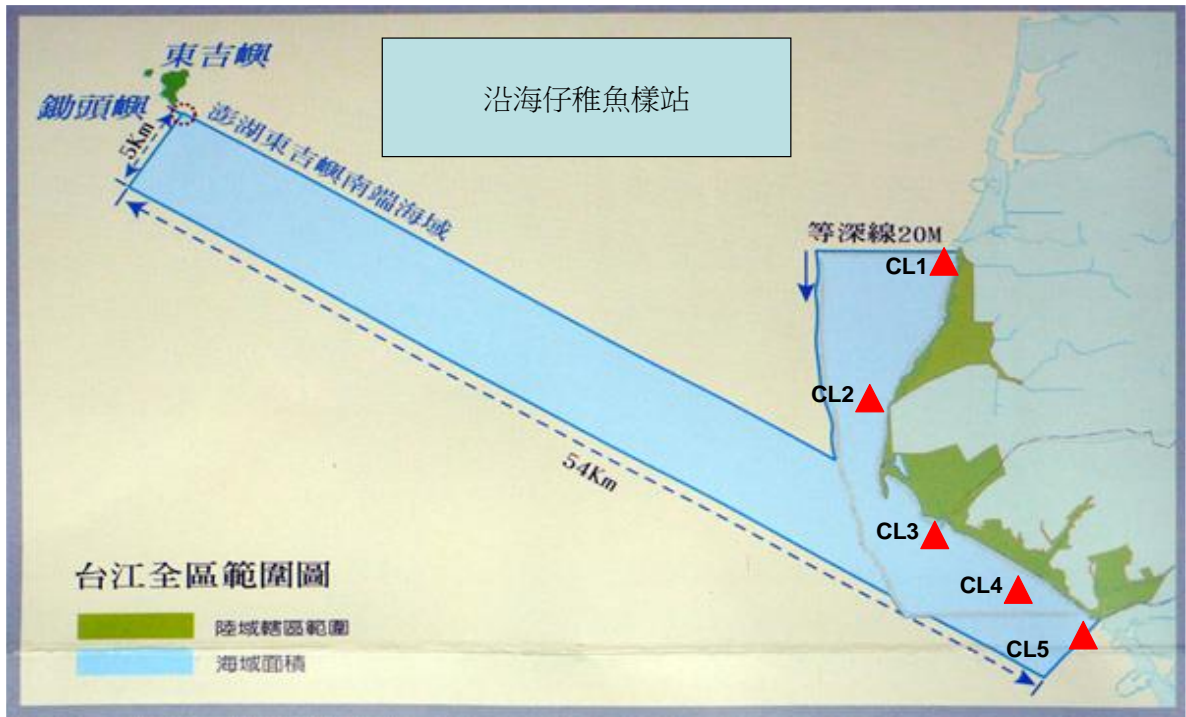 沿海仔稚魚樣站
東吉嶼
鋤頭嶼
5Km
澎湖東吉嶼南端海域
等深線20M
CL1
CL2
54Km
CL3
CL4
CL5
台江全區範圍圖
陸域轄區範圍
海域面積